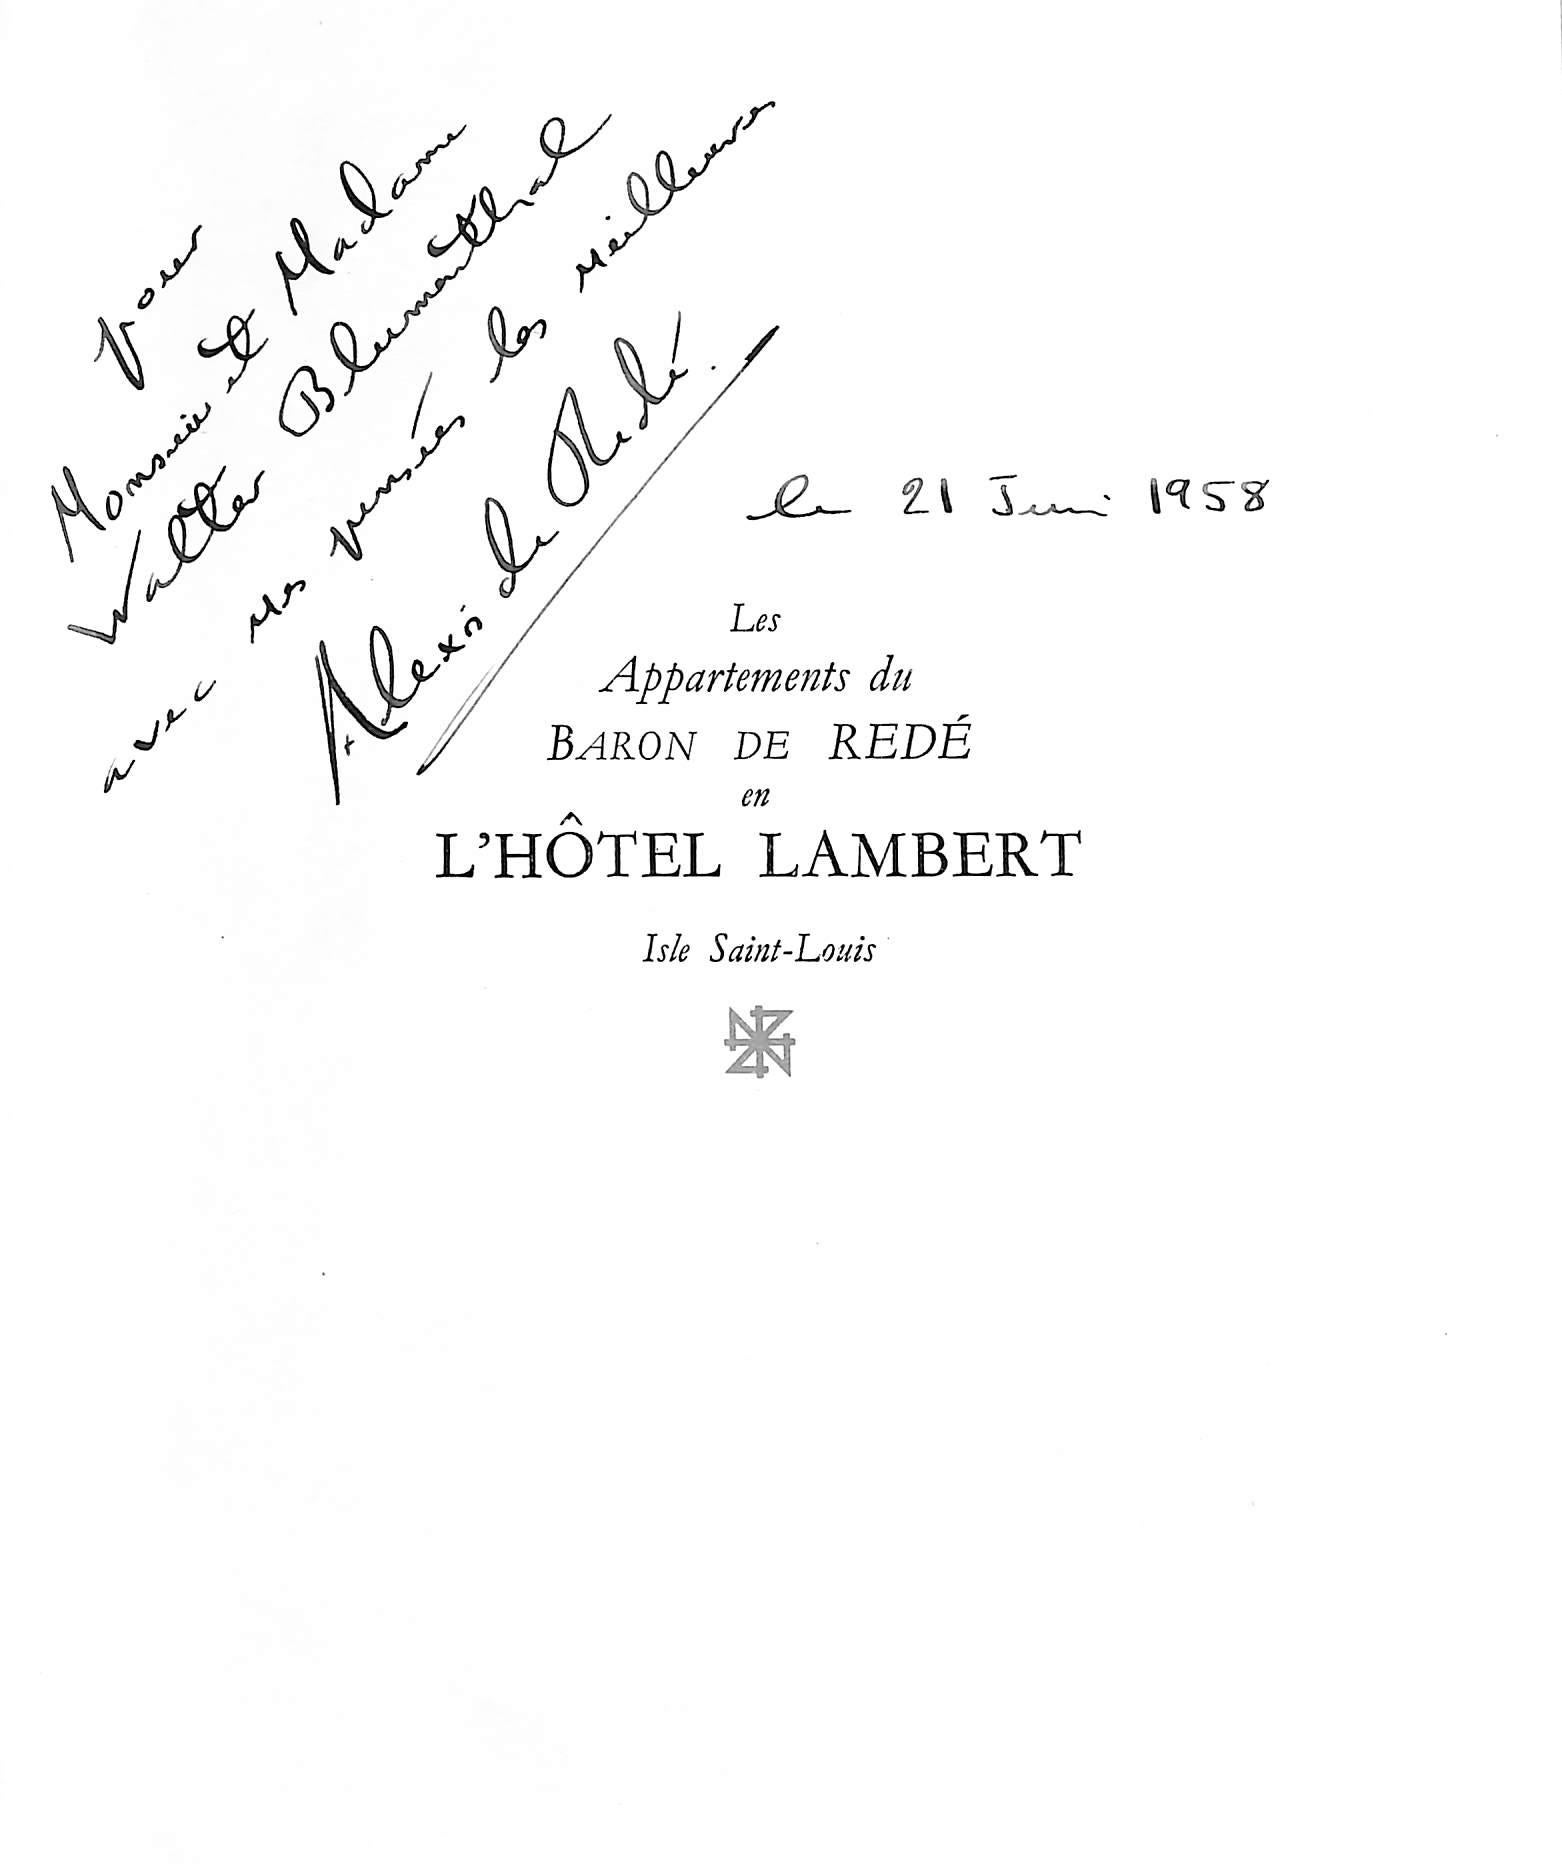 pour
Monsieur et Madame
Walter Blumenthal
avec mes pensées les meilleures
Alexis de Redé.
le 21 Juin 1958
Les
Appartements du
BARON DE REDÉ
en
L'HÔTEL LAMBERT
Isle Saint-Louis